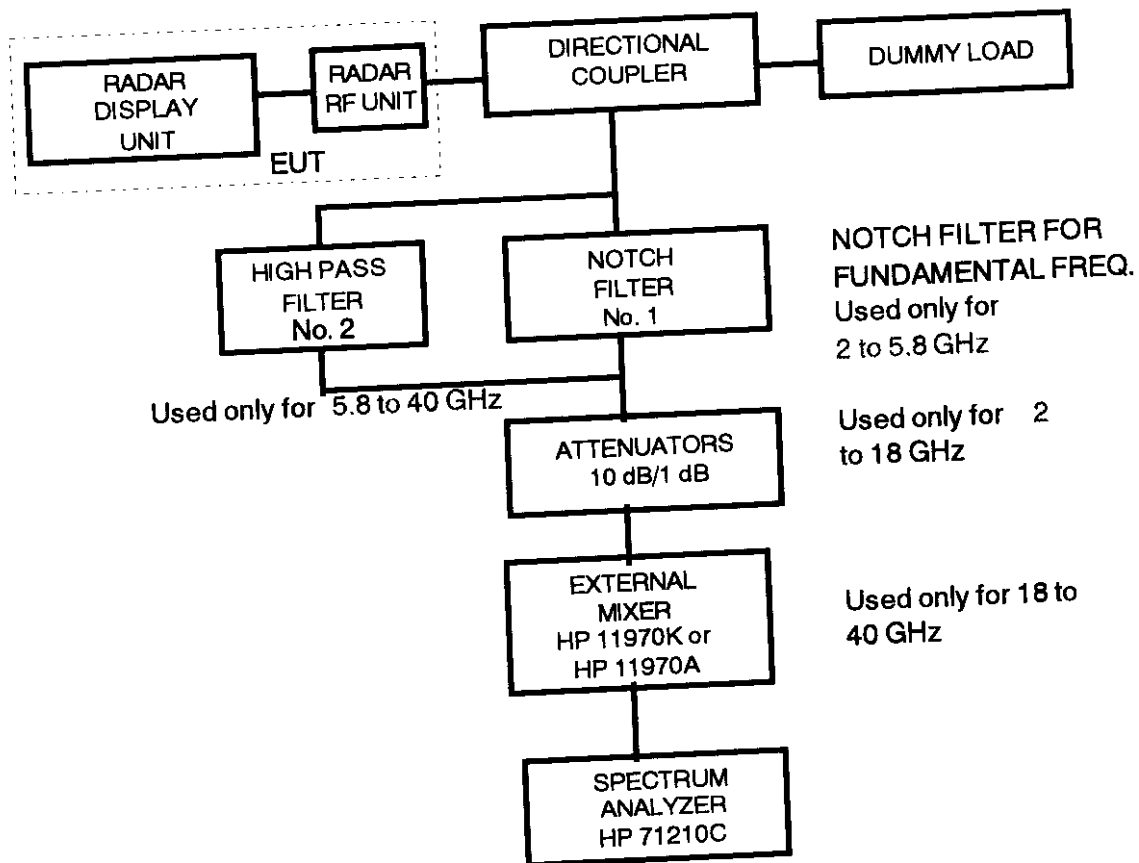 RADAR
DISPLAY
UNIT
RADAR
RF UNIT
EUT
DIRECTIONAL
COUPLER
DUMMY LOAD
HIGH PASS
FILTER
No. 2
NOTCH
FILTER
No. 1
NOTCH FILTER FOR
FUNDAMENTAL FREQ.
Used only for
2 to 5.8 GHz
Used only for 5.8 to 40 GHz
ATTENUATORS
10 dB/1 dB
Used only for 2
to 18 GHz
EXTERNAL
MIXER
HP 11970K or
HP 11970A
Used only for 18 to
40 GHz
SPECTRUM
ANALYZER
HP 71210C